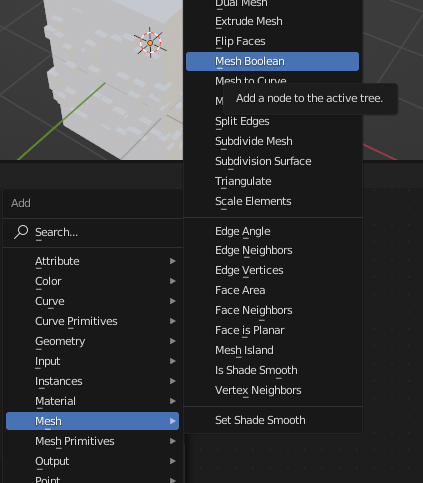 Dual Mesh
Extrude Mesh
Flip Faces
Mesh Boolean
Mesh to Curve
M
Add a node to the active tree.
Split Edges
Subdivide Mesh
Subdivision Surface
Triangulate
Scale Elements
Edge Angle
Edge Neighbors
Edge Vertices
Face Area
Face Neighbors
Face is Planar
Mesh Island
Is Shade Smooth
Vertex Neighbors
Set Shade Smooth
Add
Search...
Attribute
Color
Curve
Curve Primitives
Geometry
Input
Instances
Material
Mesh
Mesh Primitives
Output
Point